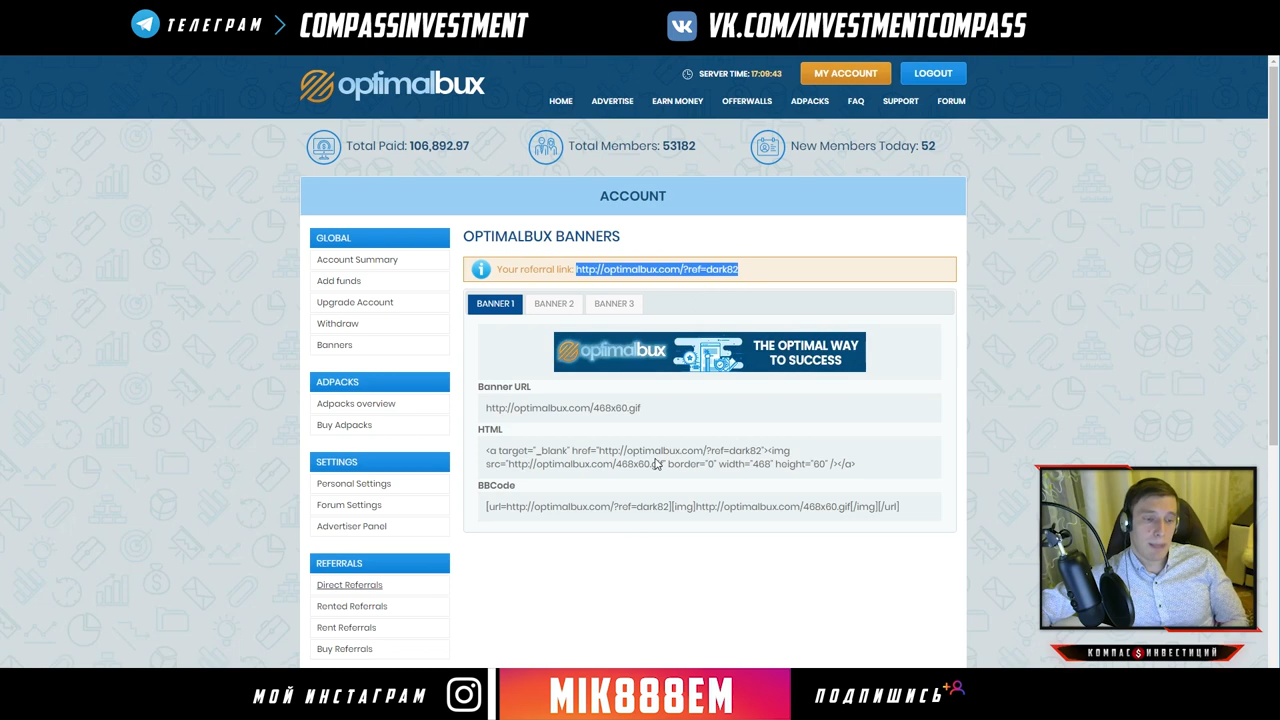 ТЕЛЕГРАМ COMPASSINVESTMENT VK.COM/INVESTMENTCOMPASS
optimalbux SERVER TIME: 17:09:43 MY ACCOUNT LOGOUT
HOME ADVERTISE EARN MONEY OFFERWALLS ADPACKS FAQ SUPPORT FORUM
Total Paid: 106,892.97 Total Members: 53182 New Members Today: 52
ACCOUNT
GLOBAL
Account Summary
Add funds
Upgrade Account
Withdraw
Banners
ADPACKS
Adpacks overview
Buy Adpacks
SETTINGS
Personal Settings
Forum Settings
Advertiser Panel
REFERRALS
Direct Referrals
Rented Referrals
Rent Referrals
Buy Referrals
OPTIMALBUX BANNERS
Your referral link: http://optimalbux.com/?ref=dark82
BANNER 1 BANNER 2 BANNER 3
optimalbux THE OPTIMAL WAY
TO SUCCESS
Banner URL
http://optimalbux.com/468x60.gif
HTML
<a target="_blank" href="http://optimalbux.com/?ref=dark82"><img
src="http://optimalbux.com/468x60.gif" border="0" width="468" height="60" /></a>
BBCode
[url=http://optimalbux.com/?ref=dark82][img]http://optimalbux.com/468x60.gif[/img][/url]
КОМПАС $ ИНВЕСТИЦИЙ
МОЙ ИНСТАГРАМ MIK888EM ПОДПИШИСЬ